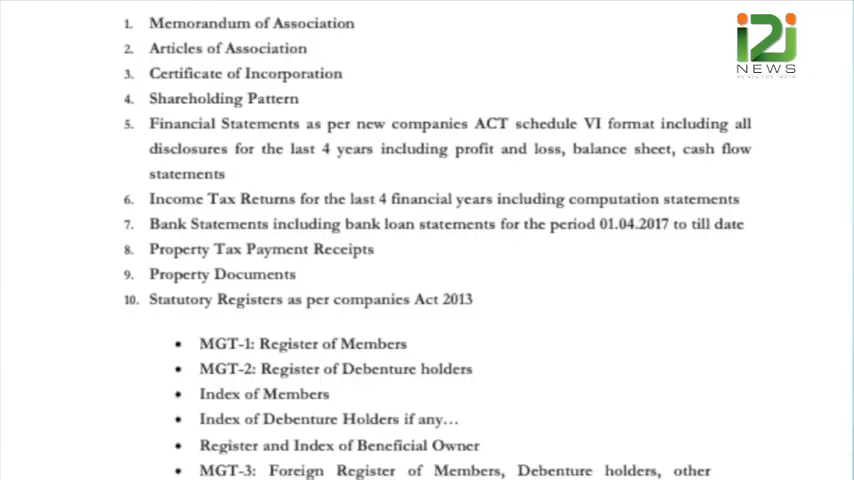 1. Memorandum of Association
2. Articles of Association
3. Certificate of Incorporation
4. Shareholding Pattern
5. Financial Statements as per new companies ACT schedule VI format including all
disclosures for the last 4 years including profit and loss, balance sheet, cash flow
statements
6. Income Tax Returns for the last 4 financial years including computation statements
7. Bank Statements including bank loan statements for the period 01.04.2017 to till date
8. Property Tax Payment Receipts
9. Property Documents
10. Statutory Registers as per companies Act 2013
• MGT-1: Register of Members
• MGT-2: Register of Debenture holders
• Index of Members
• Index of Debenture Holders if any...
• Register and Index of Beneficial Owner
• MGT-3: Foreign Register of Members, Debenture holders, other
i2i
NEWS